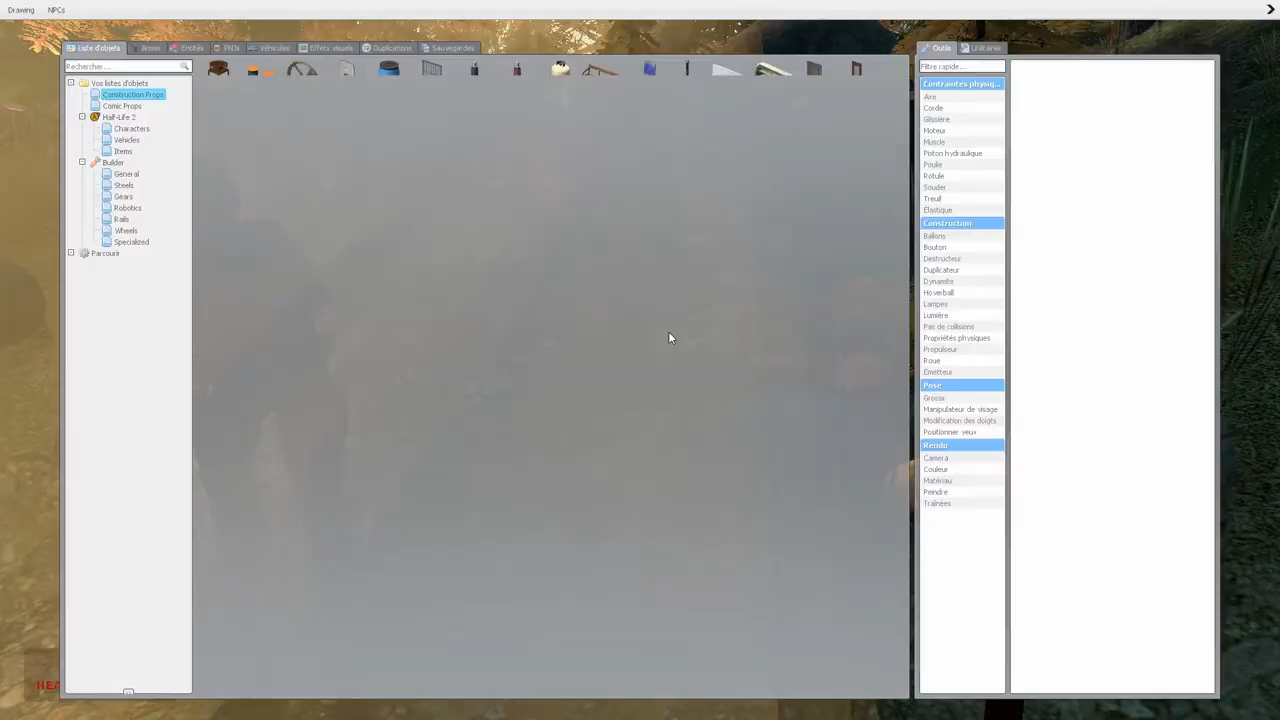 Drawing NPCs
Liste d'objets Armes Entités PNJs Véhicules Effets visuels Duplications Sauvegardes
Rechercher...
Vos listes d'objets
Construction Props
Comic Props
Half-Life 2
Characters
Vehicles
Items
Builder
General
Steels
Gears
Robotics
Rails
Wheels
Specialized
Parcourir
Outils Utilitaires
Filtre rapide...
Contraintes physiq...
Axe
Corde
Glissière
Moteur
Muscle
Piston hydraulique
Poulie
Rotule
Souder
Treuil
Élastique
Construction
Ballons
Bouton
Destructeur
Duplicateur
Dynamite
Hoverball
Lampes
Lumière
Pas de collisions
Propriétés physiques
Propulseur
Roue
Émetteur
Pose
Grossir
Manipulateur de visage
Modification des doigts
Positionner yeux
Rendu
Camera
Couleur
Matériau
Peindre
Traînées
HEA